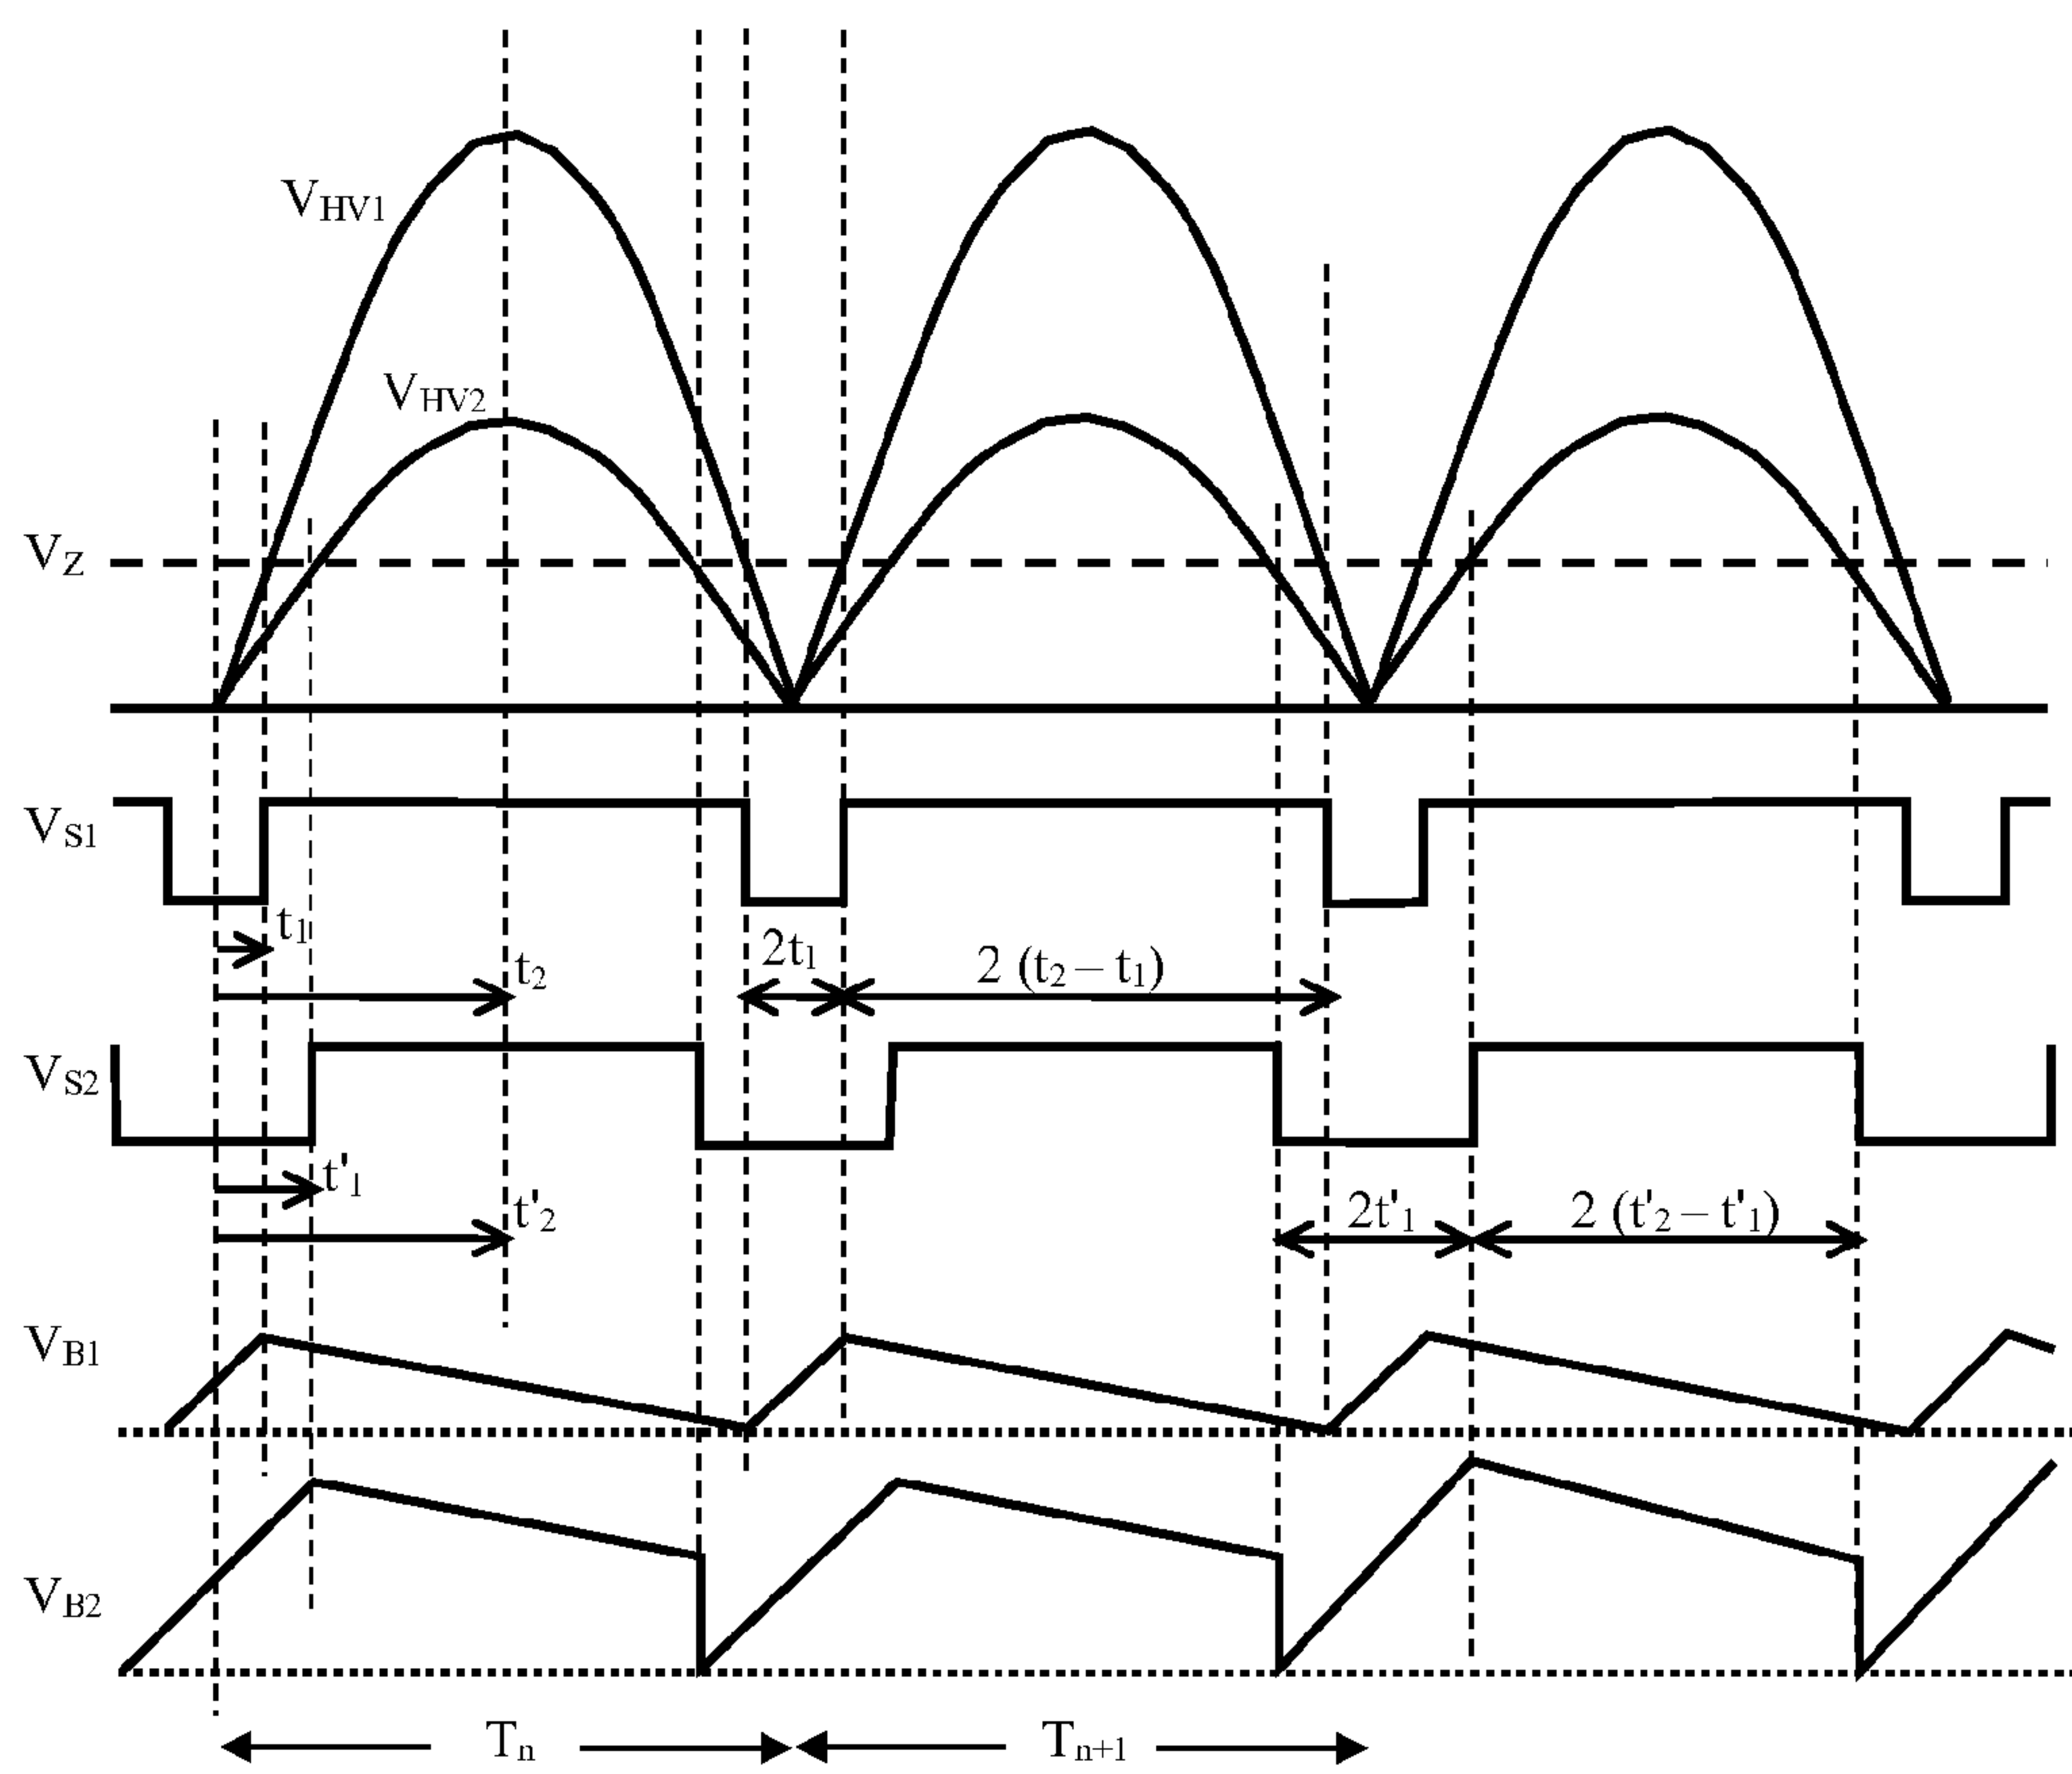 VHV1
VHV2
VZ
VS1
t1
t2
2t1
2 (t2 – t1)
VS2
t'1
t'2
2t'1
2 (t'2 – t'1)
VB1
VB2
Tn
Tn+1